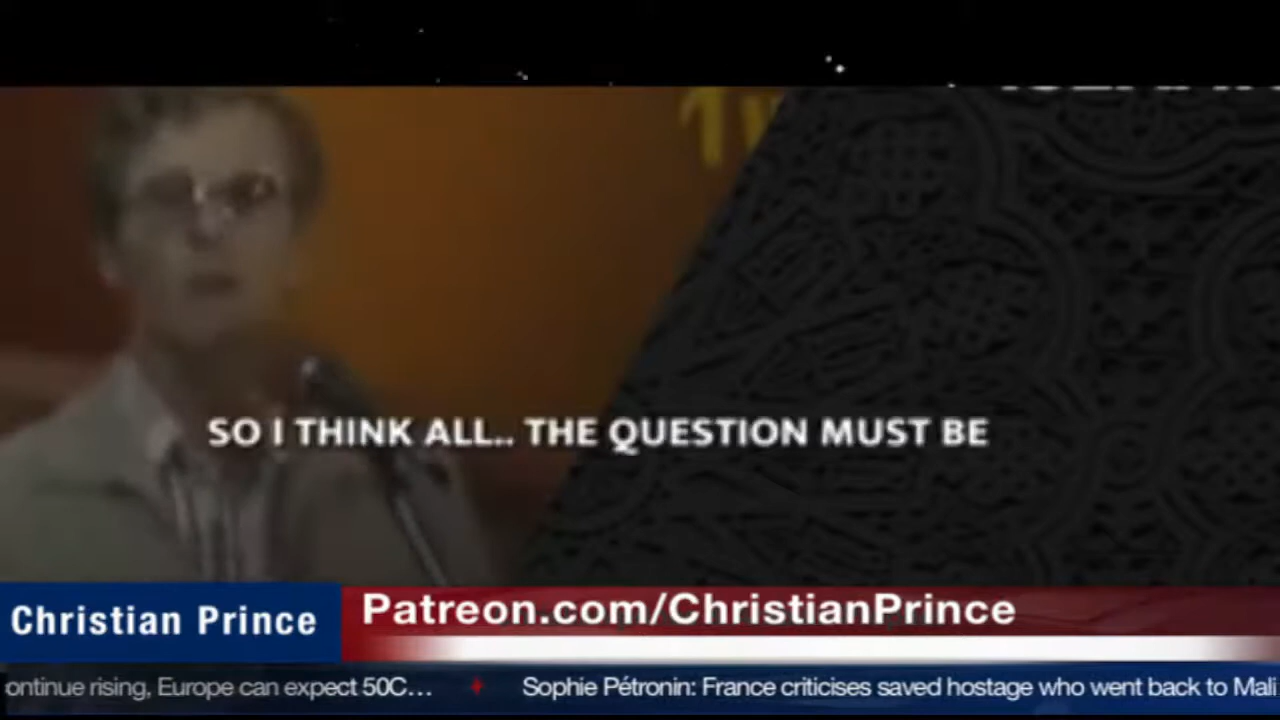 SO I THINK ALL.. THE QUESTION MUST BE
Christian Prince
Patreon.com/ChristianPrince
ontinue rising, Europe can expect 50C… Sophie Pétronin: France criticises saved hostage who went back to Mali